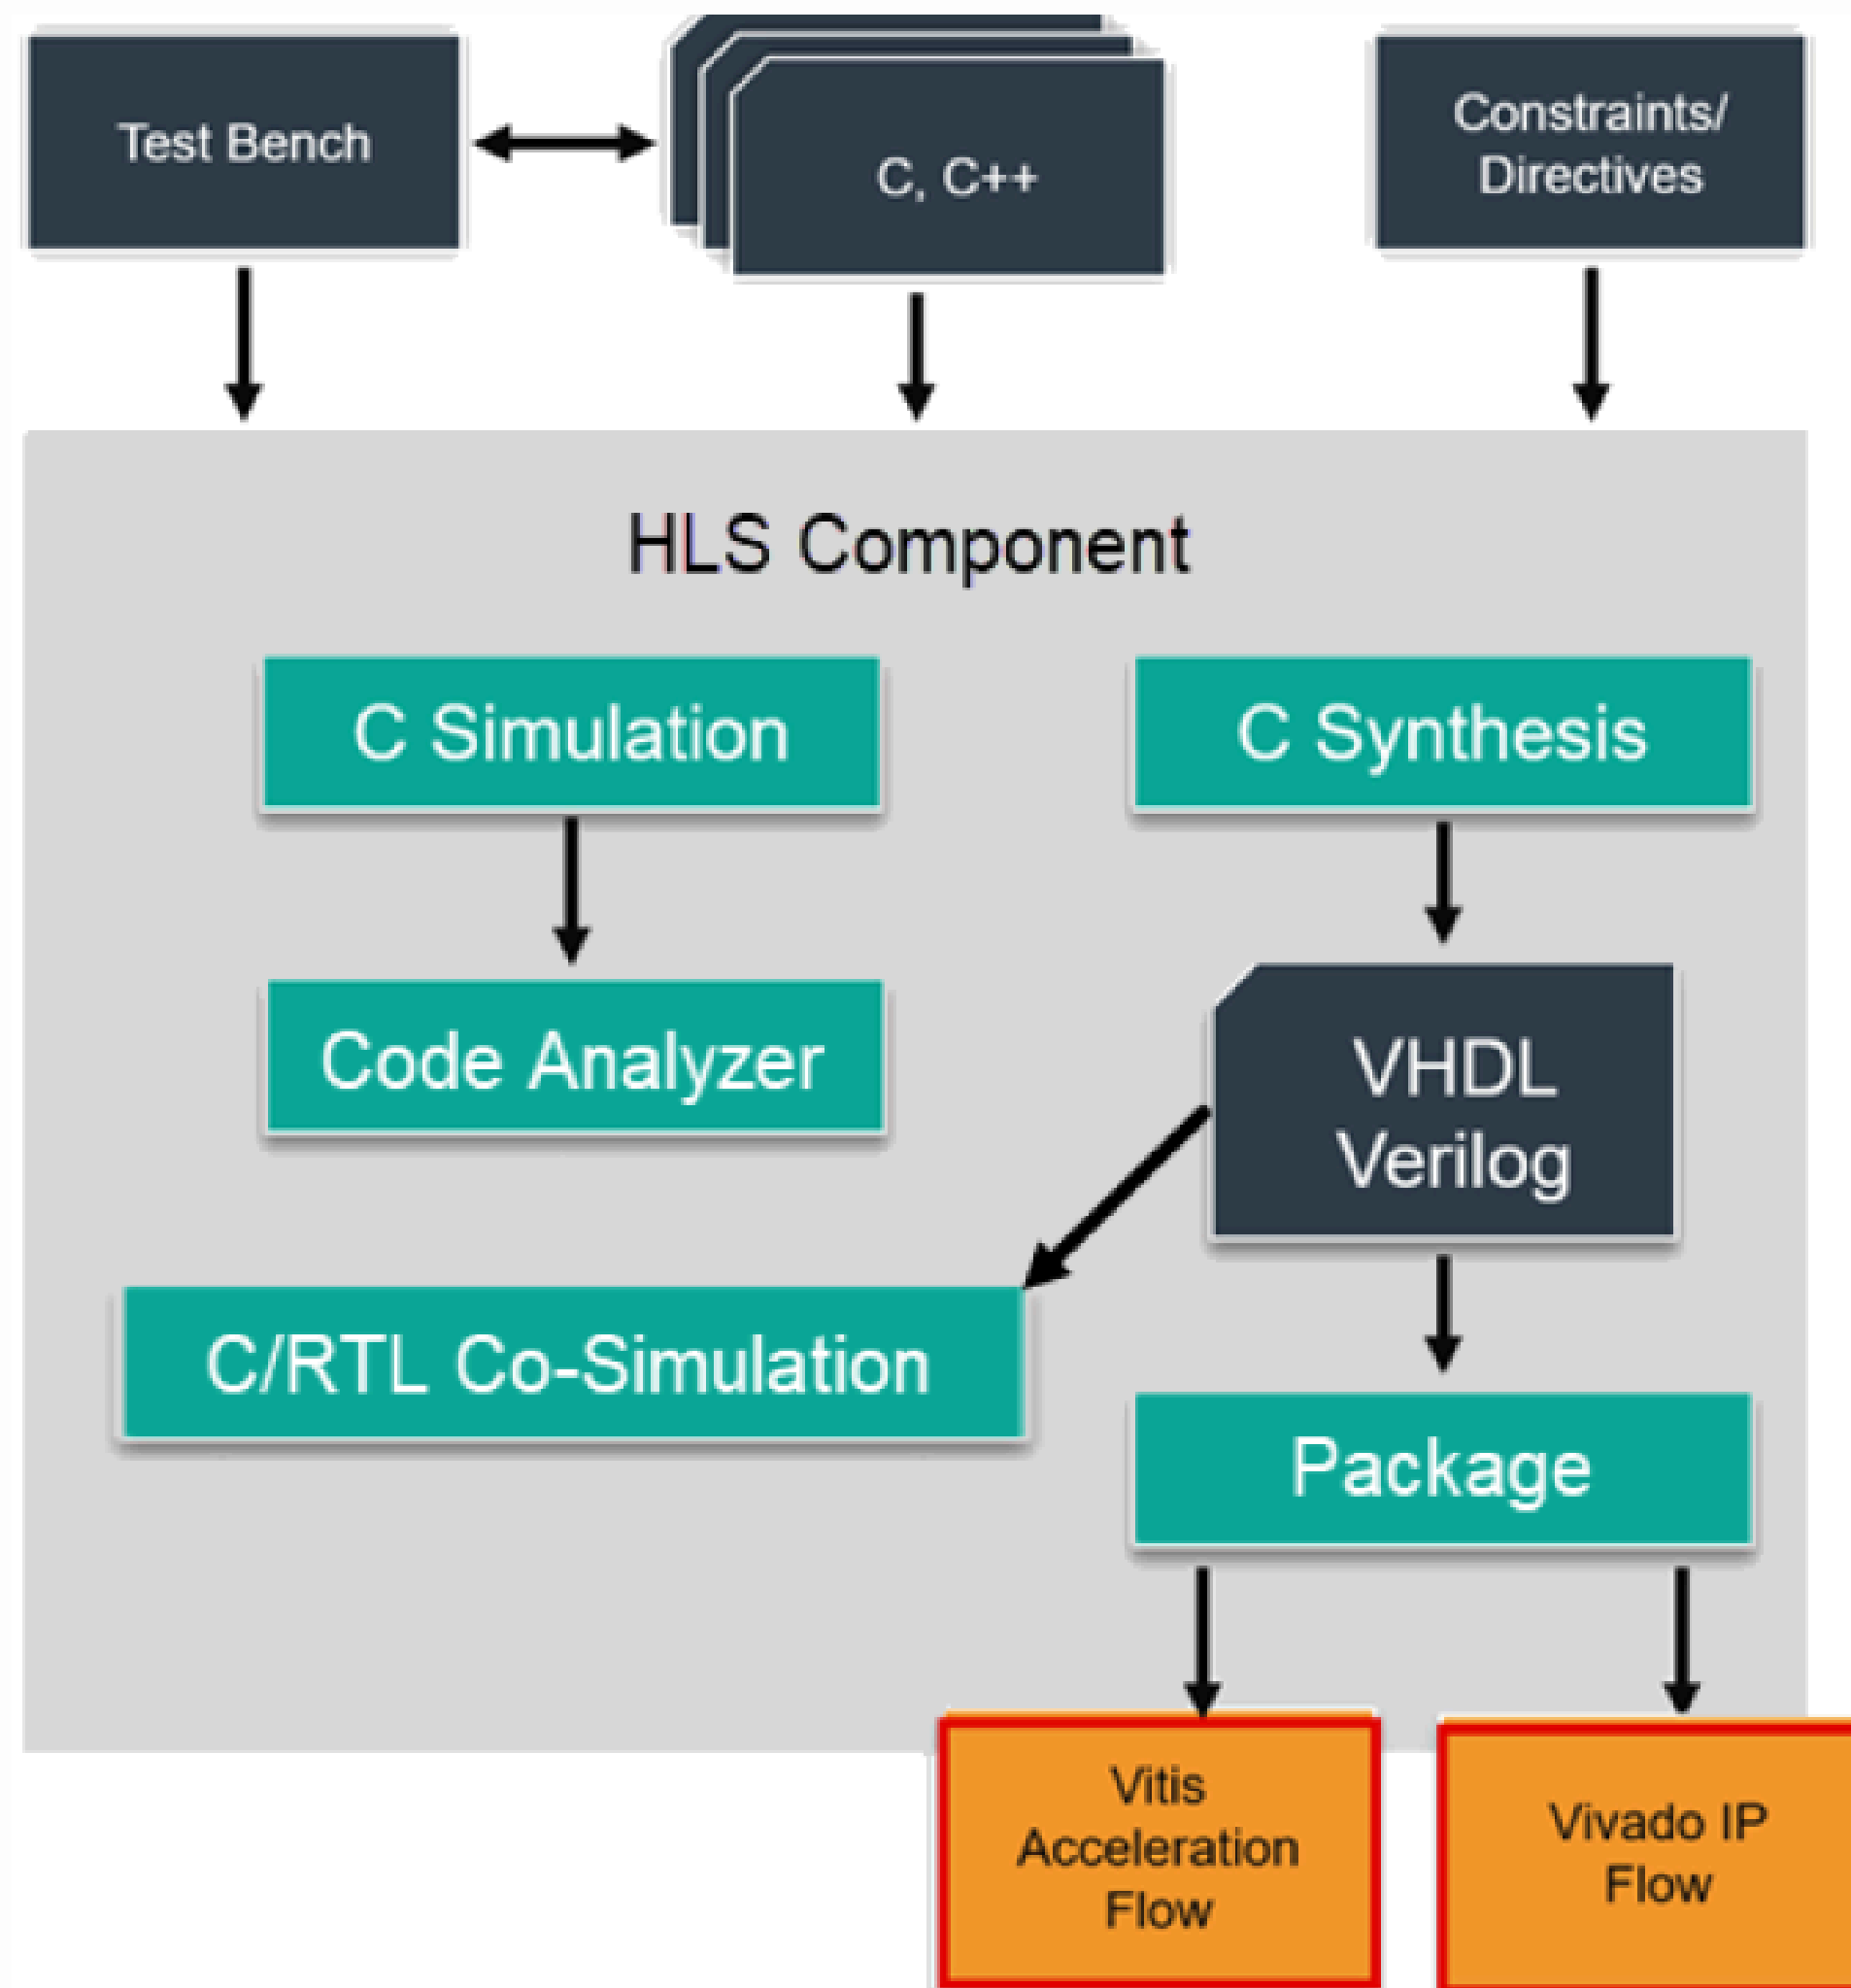 Test Bench
C, C++
Constraints/
Directives
HLS Component
C Simulation
C Synthesis
Code Analyzer
VHDL
Verilog
C/RTL Co-Simulation
Package
Vitis
Acceleration
Flow
Vivado IP
Flow